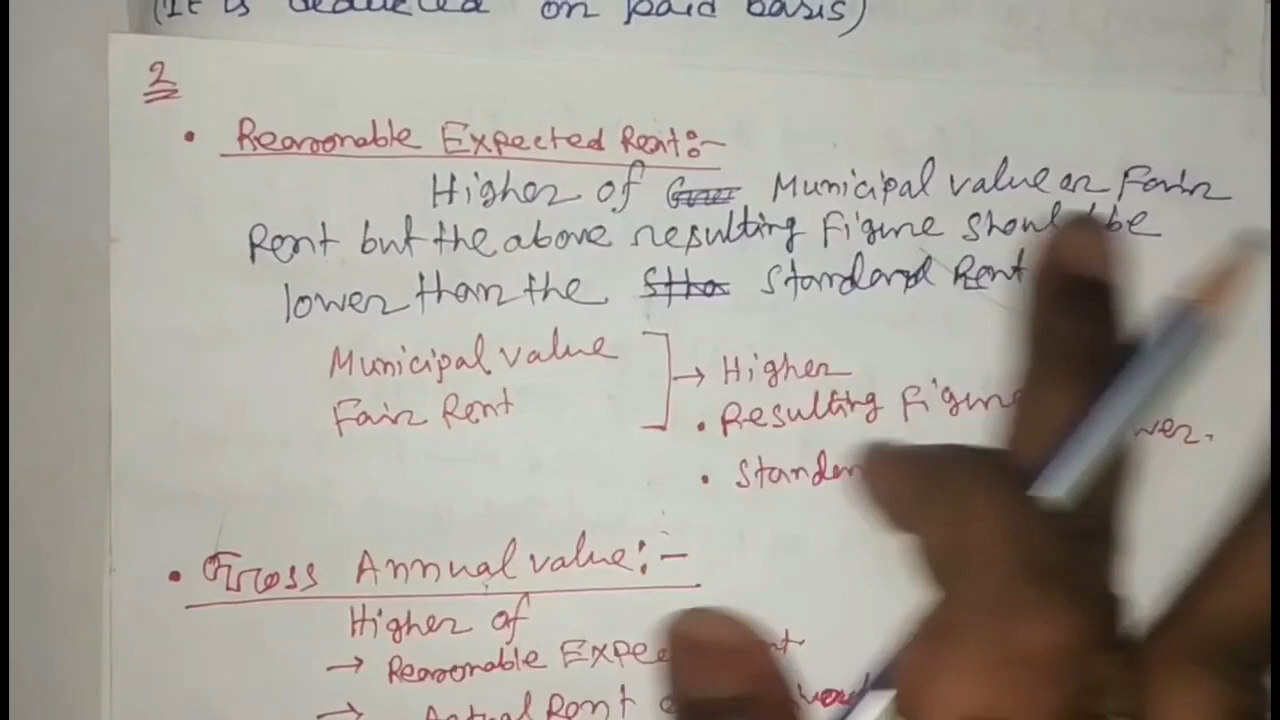 (It is deducted on paid basis)
2
• Reasonable Expected Rent:-
Higher of Municipal value or Fair
Rent but the above resulting Figure should be
lower than the Standard Rent
Municipal value
Fair Rent
→ Higher
• Resulting Figure
• Standard
• Gross Annual value:-
Higher of
→ Reasonable Expected Rent
→ Actual Rent